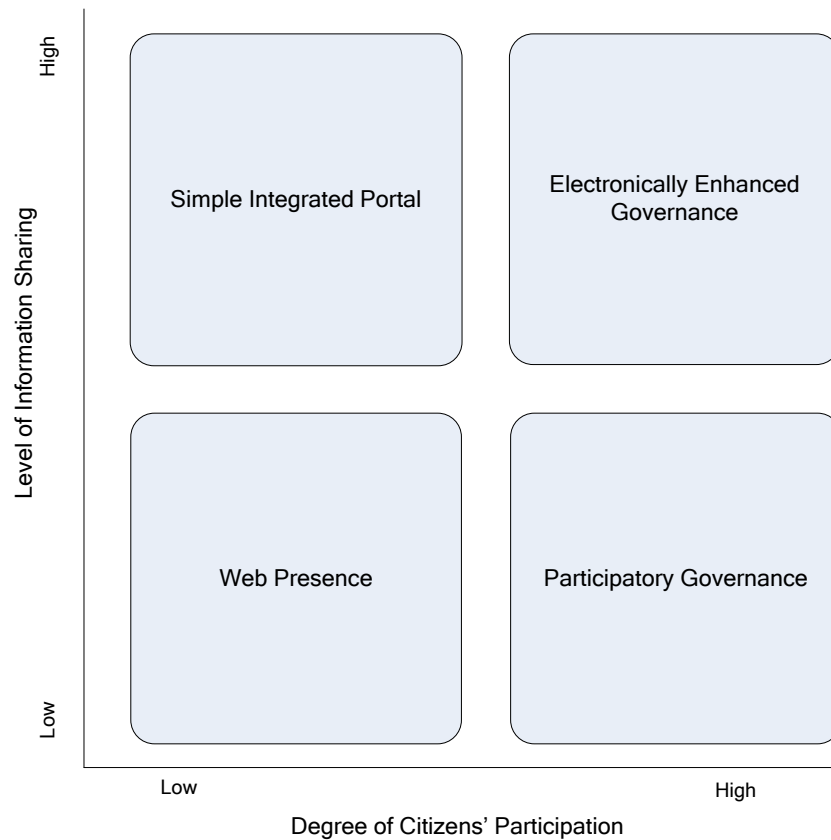 High
Level of Information Sharing
Low
Simple Integrated Portal
Electronically Enhanced
Governance
Web Presence
Participatory Governance
Low
High
Degree of Citizens’ Participation